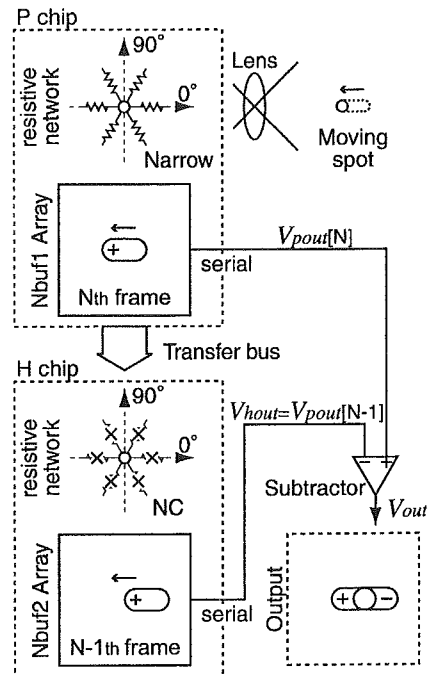 P chip
90°
0°
resistive
network
Narrow
Lens
Moving
spot
Nbuf1 Array
+
Nth frame
serial
Vpout[N]
Transfer bus
H chip
90°
0°
resistive
network
NC
Vhout=Vpout[N-1]
- +
Subtractor
Vout
Nbuf2 Array
+
N-1th frame
serial
Output
+ -